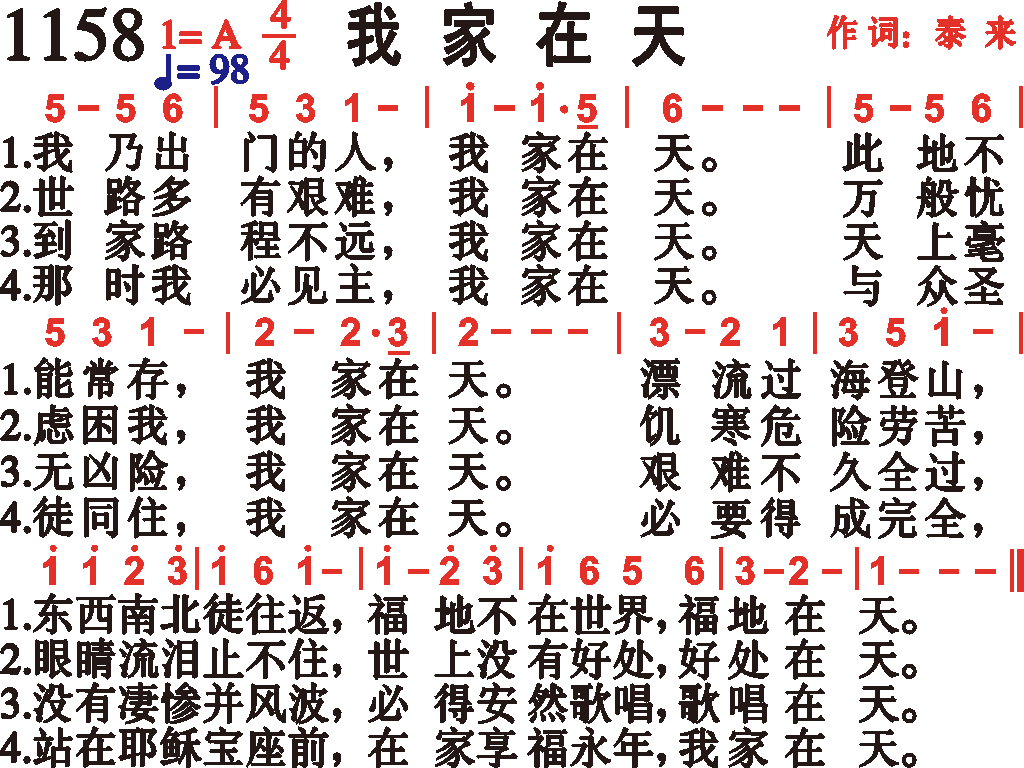 1158 1=A 4/4 ♩=98 我家在天 作词：泰来
5 - 5 6 | 5 3 1 - | i - i · 5 | 6 - - - | 5 - 5 6 |
1.我乃出门的人，我家在天。此地不
2.世路多有艰难，我家在天。万般忧
3.到家路程不远，我家在天。天上毫
4.那时我必见主，我家在天。与众圣
5 3 1 - | 2 - 2 · 3 | 2 - - - | 3 - 2 1 | 3 5 i - |
1.能常存，我家在天。漂流过海登山，
2.虑困我，我家在天。饥寒危险劳苦，
3.无凶险，我家在天。艰难不久全过，
4.徒同住，我家在天。必要得成完全，
i i 2̇ 3̇ | i 6 i - | i - 2̇ 3̇ | i 6 5 6 | 3 - 2 - | 1 - - - ‖
1.东西南北徒往返，福地不在世界，福地在天。
2.眼睛流泪止不住，世上没有好处，好处在天。
3.没有凄惨并风波，必得安然歌唱，歌唱在天。
4.站在耶稣宝座前，在家享福永年，我家在天。